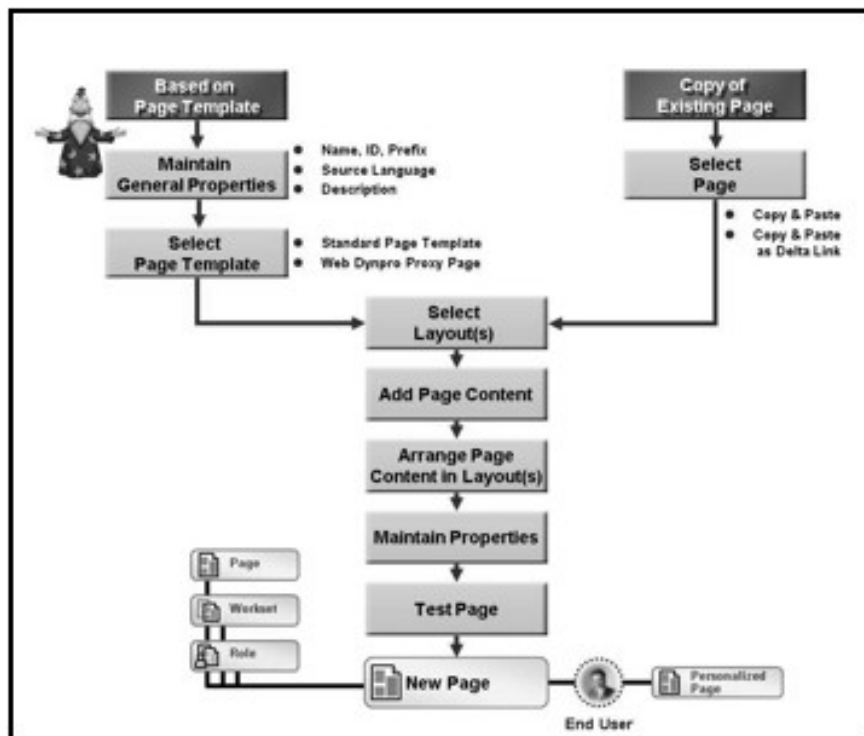 Based on
Page Template
Copy of
Existing Page
Maintain
General Properties
• Name, ID, Prefix
• Source Language
• Description
Select
Page
Select
Page Template
• Standard Page Template
• Web Dynpro Proxy Page
• Copy & Paste
• Copy & Paste
as Delta Link
Select
Layout(s)
Add Page Content
Arrange Page
Content in Layout(s)
Maintain Properties
Page
Workset
Test Page
Role
New Page
Personalized
Page
End User